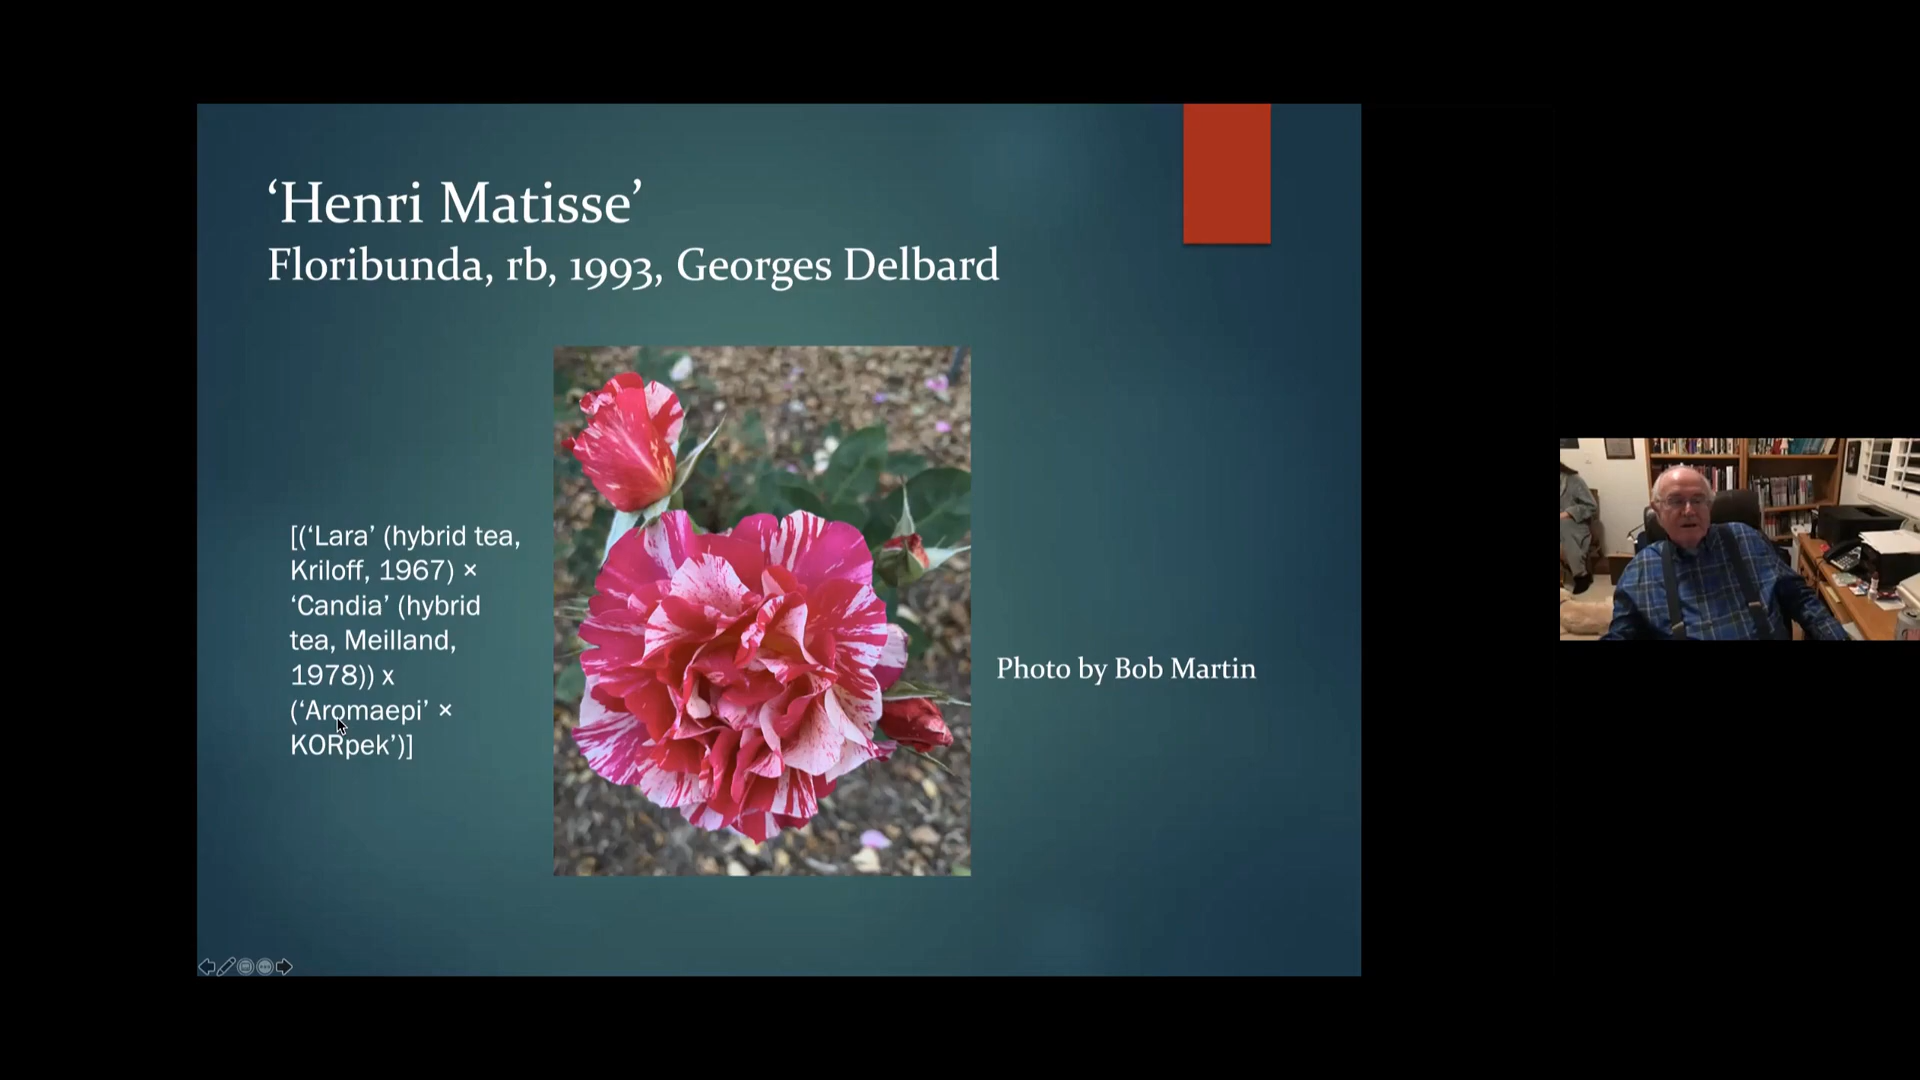 ‘Henri Matisse’
Floribunda, rb, 1993, Georges Delbard
[(‘Lara’ (hybrid tea,
Kriloff, 1967) ×
‘Candia’ (hybrid
tea, Meilland,
1978)) x
(‘Aromaepi’ ×
KORpek’)]
Photo by Bob Martin